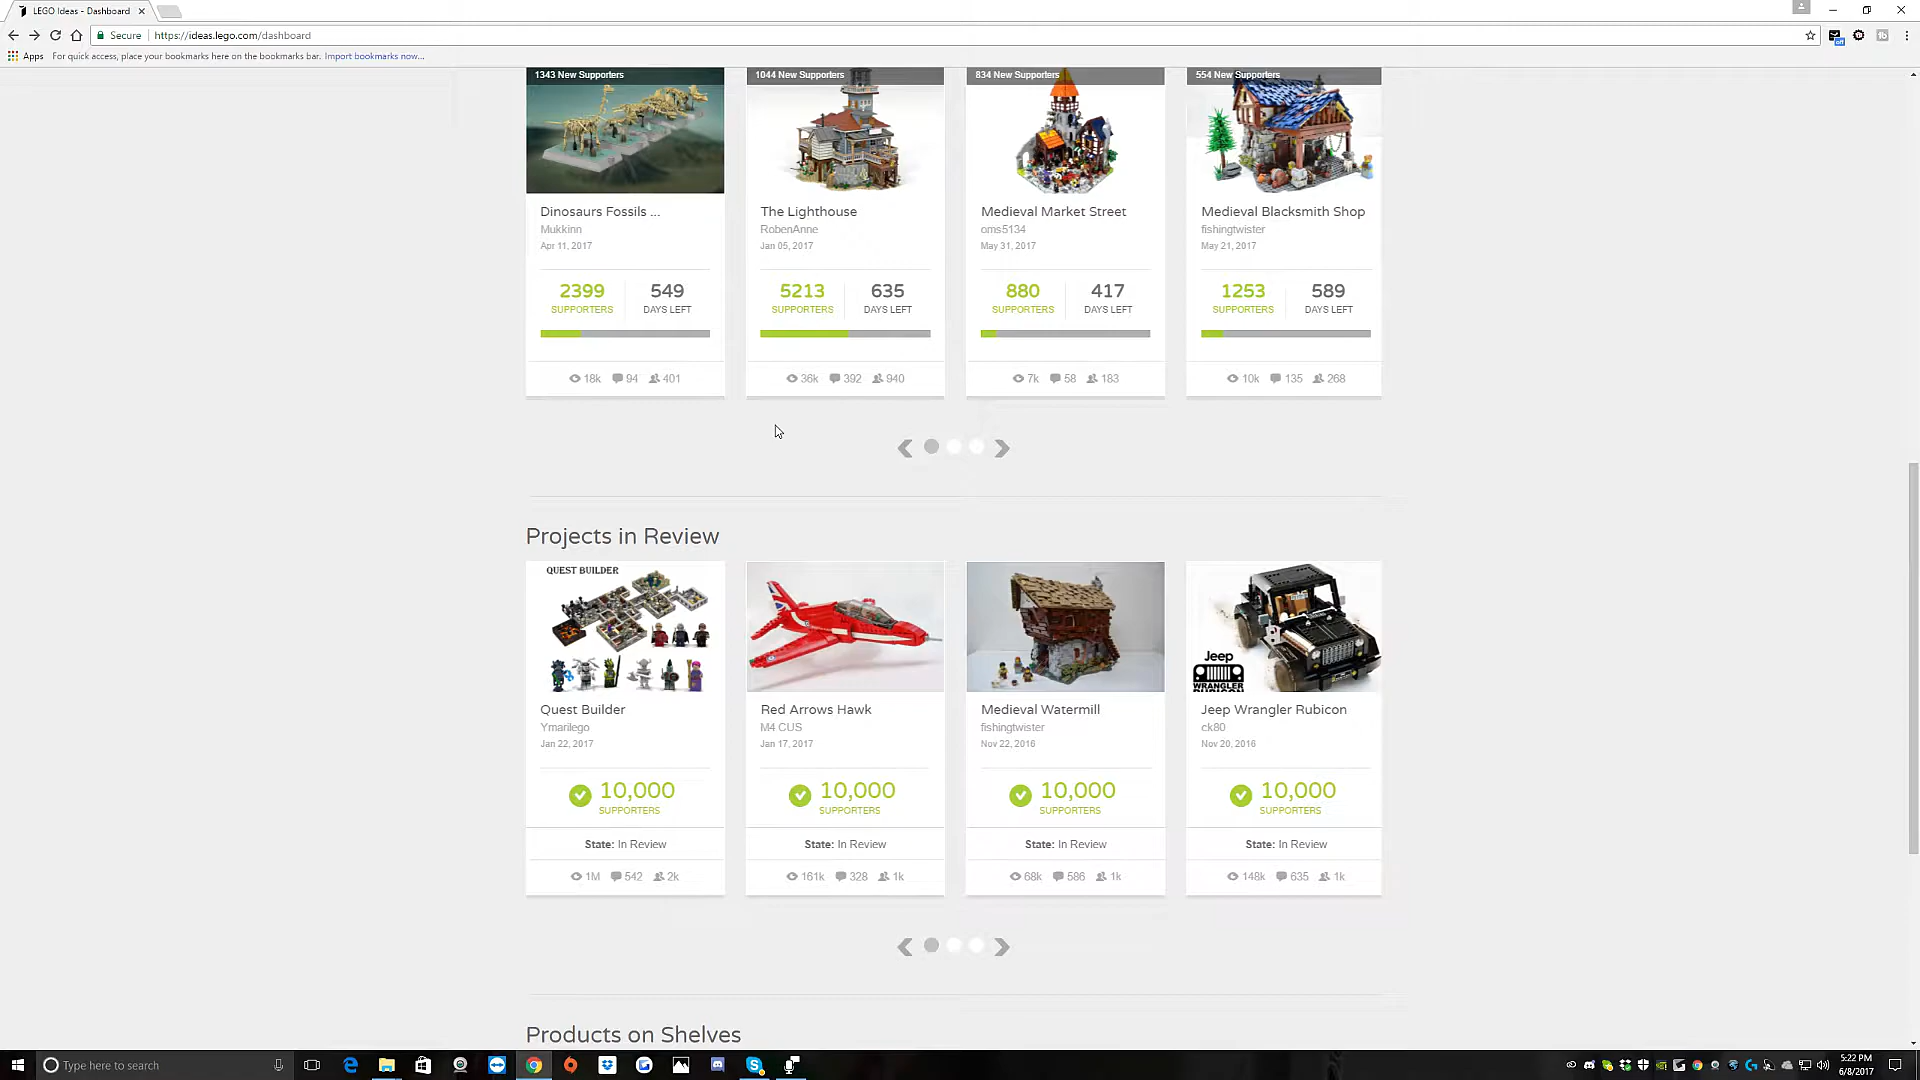 LEGO Ideas - Dashboard
Secure https://ideas.lego.com/dashboard
Apps For quick access, place your bookmarks here on the bookmarks bar. Import bookmarks now...
1343 New Supporters
1044 New Supporters
834 New Supporters
554 New Supporters
Dinosaurs Fossils ...
Mukkinn
Apr 11, 2017
2399 549
SUPPORTERS DAYS LEFT
18k 94 401
The Lighthouse
RobenAnne
Jan 05, 2017
5213 635
SUPPORTERS DAYS LEFT
36k 392 940
Medieval Market Street
oms5134
May 31, 2017
880 417
SUPPORTERS DAYS LEFT
7k 58 183
Medieval Blacksmith Shop
fishingtwister
May 21, 2017
1253 589
SUPPORTERS DAYS LEFT
10k 135 268
Projects in Review
QUEST BUILDER
Quest Builder
Ymarilego
Jan 22, 2017
10,000
SUPPORTERS
State: In Review
1M 542 2k
Red Arrows Hawk
M4 CUS
Jan 17, 2017
10,000
SUPPORTERS
State: In Review
161k 328 1k
Medieval Watermill
fishingtwister
Nov 22, 2016
10,000
SUPPORTERS
State: In Review
68k 586 1k
Jeep
WRANGLER
RUBICON
Jeep Wrangler Rubicon
ck80
Nov 20, 2016
10,000
SUPPORTERS
State: In Review
148k 635 1k
Products on Shelves
Type here to search
5:22 PM
6/8/2017